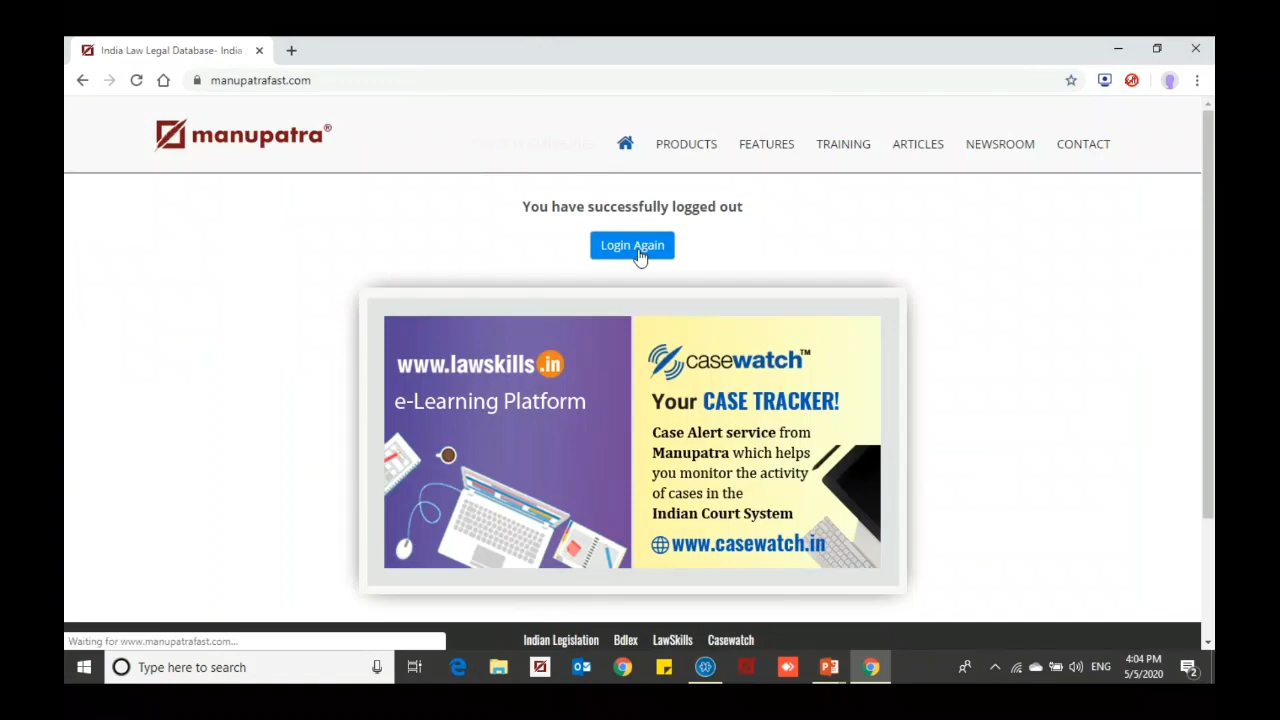 India Law Legal Database- India
manupatrafast.com
manupatra®
PRODUCTS FEATURES TRAINING ARTICLES NEWSROOM CONTACT
You have successfully logged out
Login Again
www.lawskills.in
e-Learning Platform
casewatch™
Your CASE TRACKER!
Case Alert service from
Manupatra which helps
you monitor the activity
of cases in the
Indian Court System
www.casewatch.in
Waiting for www.manupatrafast.com...
Indian Legislation Bdlex LawSkills Casewatch
Type here to search
ENG
4:04 PM
5/5/2020
2